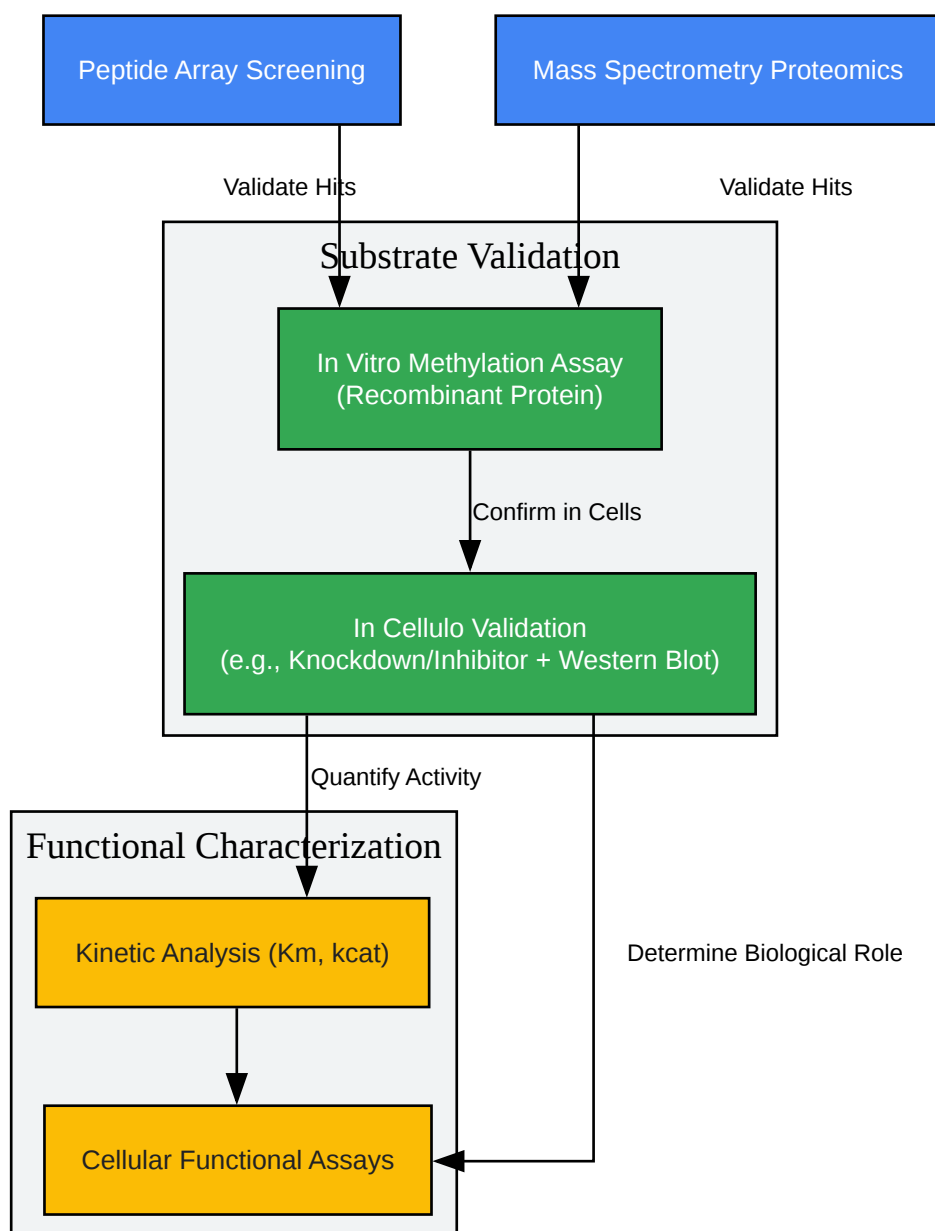 Peptide Array Screening
Mass Spectrometry Proteomics
Validate Hits
Validate Hits
Substrate Validation
In Vitro Methylation Assay
(Recombinant Protein)
Confirm in Cells
In Cellulo Validation
(e.g., Knockdown/Inhibitor + Western Blot)
Quantify Activity
Functional Characterization
Kinetic Analysis (Km, kcat)
Determine Biological Role
Cellular Functional Assays